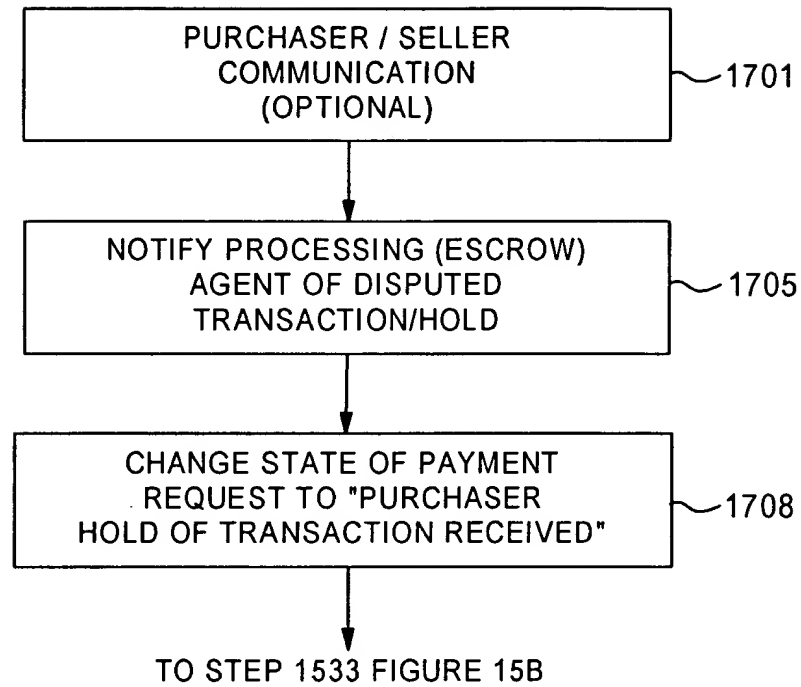 PURCHASER / SELLER
COMMUNICATION
(OPTIONAL)
1701
NOTIFY PROCESSING (ESCROW)
AGENT OF DISPUTED
TRANSACTION/HOLD
1705
CHANGE STATE OF PAYMENT
REQUEST TO "PURCHASER
HOLD OF TRANSACTION RECEIVED"
1708
TO STEP 1533 FIGURE 15B